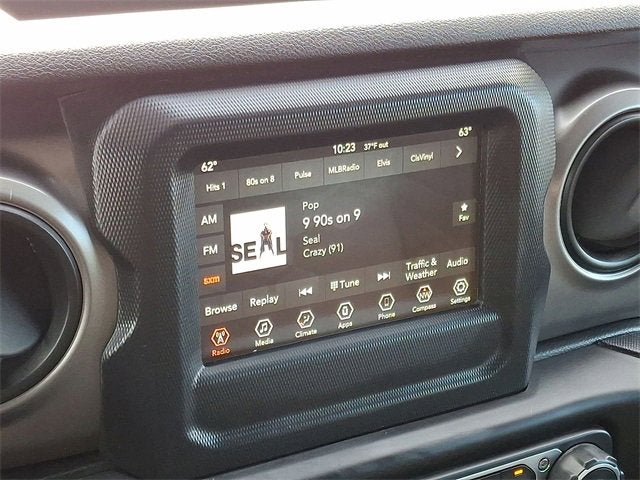 62° 10:23 37°F out 63°
Hits 1 80s on 8 Pulse MLBRadio Elvis ClsVinyl
AM
FM
sxm
SEAL
Pop
9 90s on 9
Seal
Crazy (91)
Fav
Browse Replay Tune Traffic & Weather Audio
Radio Media Climate Apps Phone NW Compass Settings